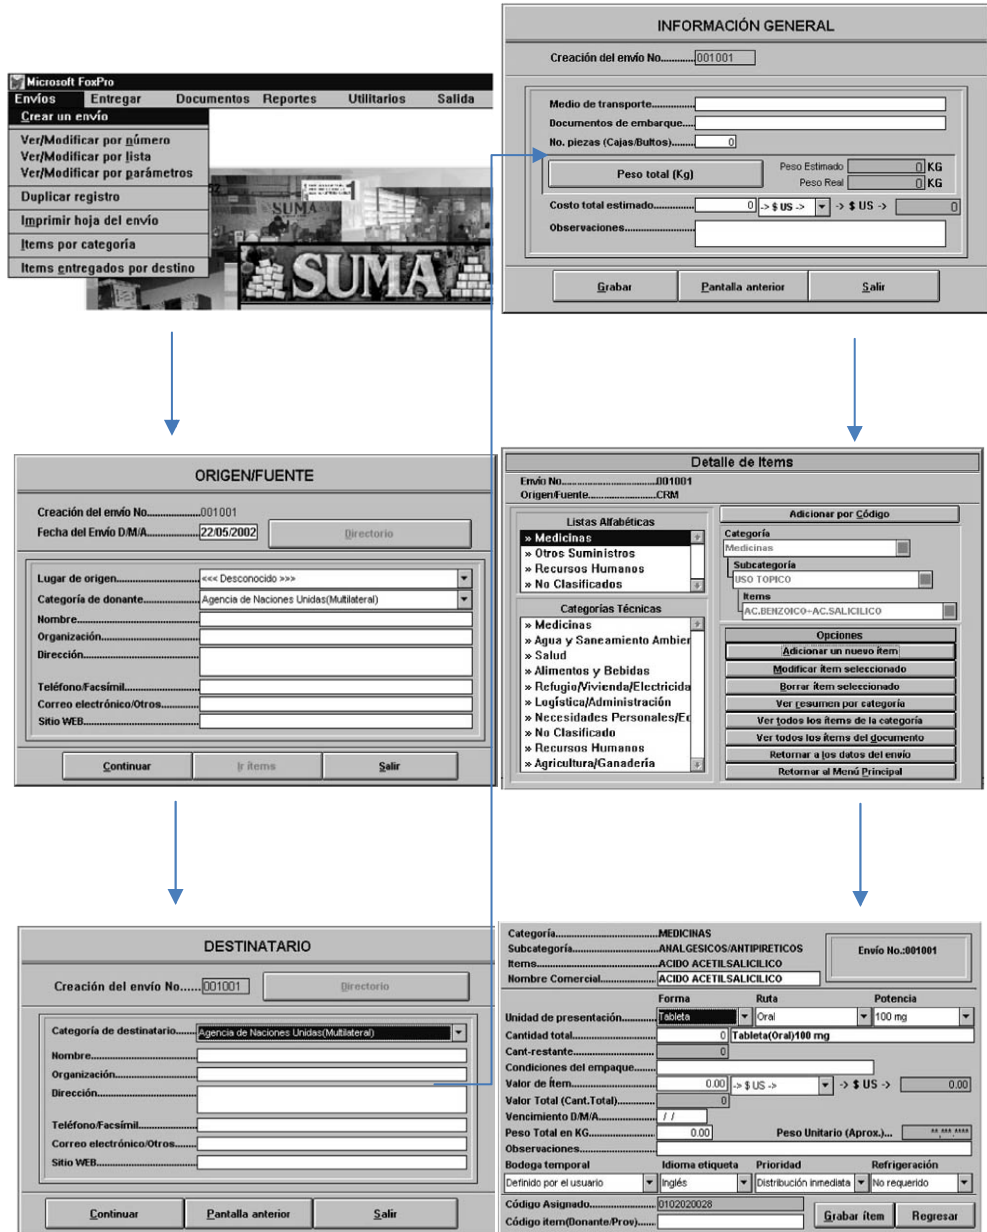 Microsoft FoxPro
Envíos Entregar Documentos Reportes Utilitarios Salida
Crear un envío
Ver/Modificar por número
Ver/Modificar por lista
Ver/Modificar por parámetros
Duplicar registro
Imprimir hoja del envío
Items por categoría
Items entregados por destino
SUMA
SUMA
ORIGEN/FUENTE
Creación del envío No....................001001
Fecha del Envío D/M/A................... 22/05/2002 Directorio
Lugar de origen.................... <<< Desconocido >>>
Categoría de donante.................... Agencia de Naciones Unidas(Multilateral)
Nombre....................
Organización....................
Dirección....................
Teléfono/Facsímil....................
Correo electrónico/Otros....................
Sitio WEB....................
Continuar Ir ítems Salir
DESTINATARIO
Creación del envío No...... 001001 Directorio
Categoría de destinatario...... Agencia de Naciones Unidas(Multilateral)
Nombre....................
Organización....................
Dirección....................
Teléfono/Facsímil....................
Correo electrónico/Otros........
Sitio WEB....................
Continuar Pantalla anterior Salir
INFORMACIÓN GENERAL
Creación del envío No............ 001001
Medio de transporte................
Documentos de embarque....
No. piezas (Cajas/Bultos)....... 0
Peso total (Kg) Peso Estimado 0 KG
Peso Real 0 KG
Costo total estimado................ 0 -> $ US -> -> $ US -> 0
Observaciones....................
Grabar Pantalla anterior Salir
Detalle de Items
Envío No....................001001
Origen/Fuente....................CRM
Listas Alfabéticas
» Medicinas
» Otros Suministros
» Recursos Humanos
» No Clasificados
Categorías Técnicas
» Medicinas
» Agua y Saneamiento Ambier
» Salud
» Alimentos y Bebidas
» Refugio/Vivienda/Electricida
» Logística/Administración
» Necesidades Personales/Ec
» No Clasificado
» Recursos Humanos
» Agricultura/Ganadería
Adicionar por Código
Categoría
Medicinas
Subcategoría
USO TOPICO
Items
AC.BENZOICO+AC.SALICILICO
Opciones
Adicionar un nuevo ítem
Modificar ítem seleccionado
Borrar ítem seleccionado
Ver resumen por categoría
Ver todos los ítems de la categoría
Ver todos los ítems del documento
Retornar a los datos del envío
Retornar al Menú Principal
Categoría....................MEDICINAS
Subcategoría....................ANALGESICOS/ANTIPIRETICOS
Items....................ACIDO ACETILSALICILICO
Nombre Comercial.................... ACIDO ACETILSALICILICO
Envío No.:001001
Forma Ruta Potencia
Unidad de presentación............ Tableta Oral 100 mg
Cantidad total.................... 0 Tableta(Oral)100 mg
Cant-restante.................... 0
Condiciones del empaque......
Valor de Ítem.................... 0.00 -> $ US -> -> $ US -> 0.00
Valor Total (Cant.Total)............ 0
Vencimiento D/M/A............ / /
Peso Total en KG.................... 0.00 Peso Unitario (Aprox.)... **,***.****
Observaciones....................
Bodega temporal Idioma etiqueta Prioridad Refrigeración
Definido por el usuario Inglés Distribución inmediata No requerido
Código Asignado.................... 0102020028
Código item(Donante/Prov)......
Grabar ítem Regresar